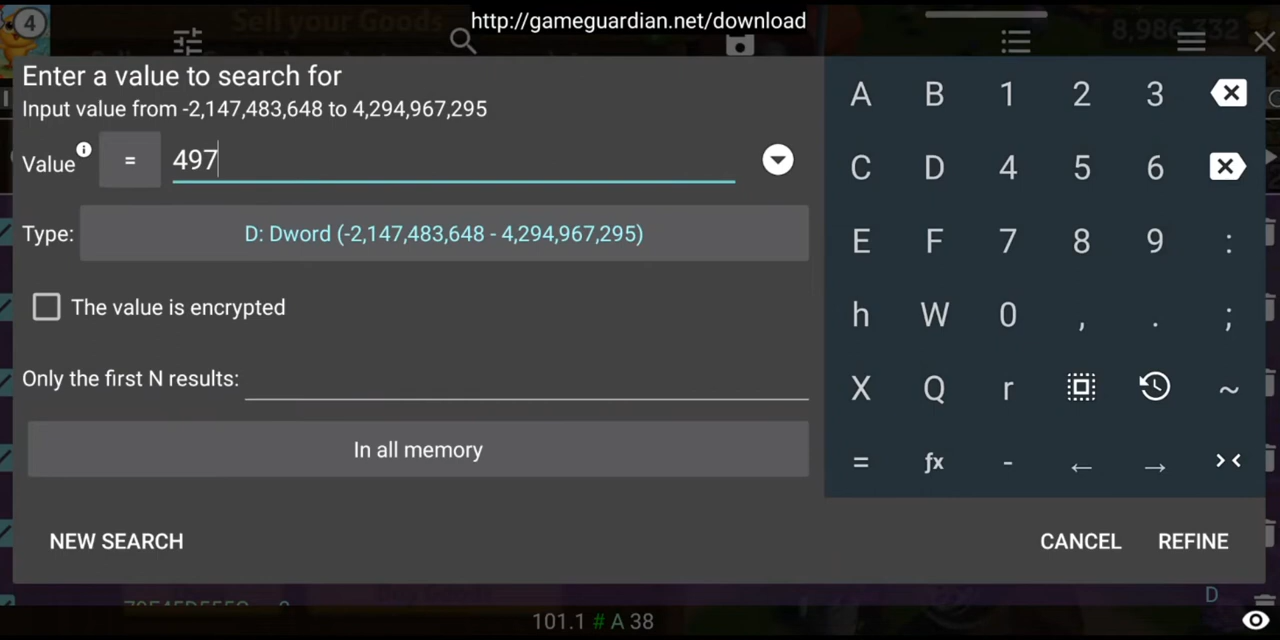 http://gameguardian.net/download
4
Sell your Goods
8,986,332
Enter a value to search for
Input value from -2,147,483,648 to 4,294,967,295
Value i = 497
Type: D: Dword (-2,147,483,648 - 4,294,967,295)
The value is encrypted
Only the first N results:
In all memory
NEW SEARCH
CANCEL REFINE
A B 1 2 3
C D 4 5 6
E F 7 8 9 :
h W 0 , . ;
X Q r ~
= ƒx - ← → > <
D
101.1 # A 38